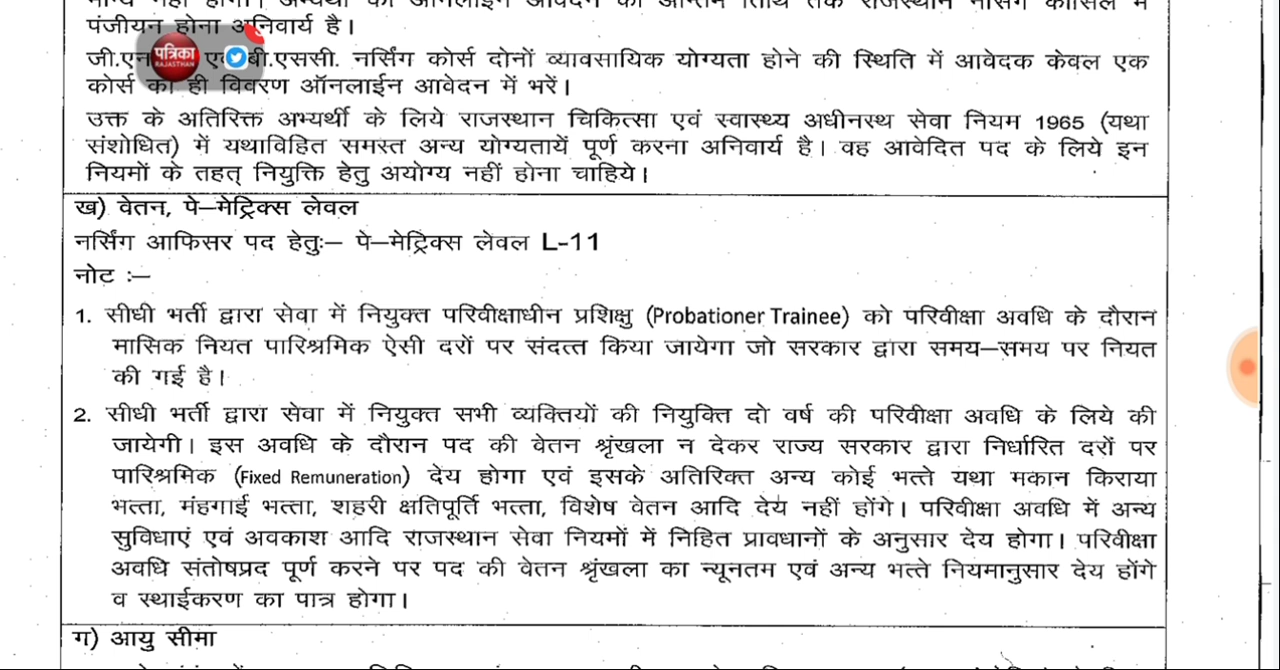 पंजीयन होना अनिवार्य है।
पत्रिका
RAJASTHAN
बी.एससी. नर्सिंग कोर्स दोनों व्यावसायिक योग्यता होने की स्थिति में आवेदक केवल एक
कोर्स का ही विवरण ऑनलाईन आवेदन में भरें।
उक्त के अतिरिक्त अभ्यर्थी के लिये राजस्थान चिकित्सा एवं स्वास्थ्य अधीनस्थ सेवा नियम 1965 (यथा
संशोधित) में यथाविहित समस्त अन्य योग्यतायें पूर्ण करना अनिवार्य है। वह आवेदित पद के लिये इन
नियमों के तहत् नियुक्ति हेतु अयोग्य नहीं होना चाहिये।
ख) वेतन, पे–मेट्रिक्स लेवल
नर्सिंग आफिसर पद हेतुः– पे–मेट्रिक्स लेवल L-11
नोट :–
1. सीधी भर्ती द्वारा सेवा में नियुक्त परिवीक्षाधीन प्रशिक्षु (Probationer Trainee) को परिवीक्षा अवधि के दौरान
मासिक नियत पारिश्रमिक ऐसी दरों पर संदत्त किया जायेगा जो सरकार द्वारा समय–समय पर नियत
की गई है।
2. सीधी भर्ती द्वारा सेवा में नियुक्त सभी व्यक्तियों की नियुक्ति दो वर्ष की परिवीक्षा अवधि के लिये की
जायेगी। इस अवधि के दौरान पद की वेतन श्रृंखला न देकर राज्य सरकार द्वारा निर्धारित दरों पर
पारिश्रमिक (Fixed Remuneration) देय होगा एवं इसके अतिरिक्त अन्य कोई भत्ते यथा मकान किराया
भत्ता, मंहगाई भत्ता, शहरी क्षतिपूर्ति भत्ता, विशेष वेतन आदि देय नहीं होंगे। परिवीक्षा अवधि में अन्य
सुविधाएं एवं अवकाश आदि राजस्थान सेवा नियमों में निहित प्रावधानों के अनुसार देय होगा। परिवीक्षा
अवधि संतोषप्रद पूर्ण करने पर पद की वेतन श्रृंखला का न्यूनतम एवं अन्य भत्ते नियमानुसार देय होंगे
व स्थाईकरण का पात्र होगा।
ग) आयु सीमा